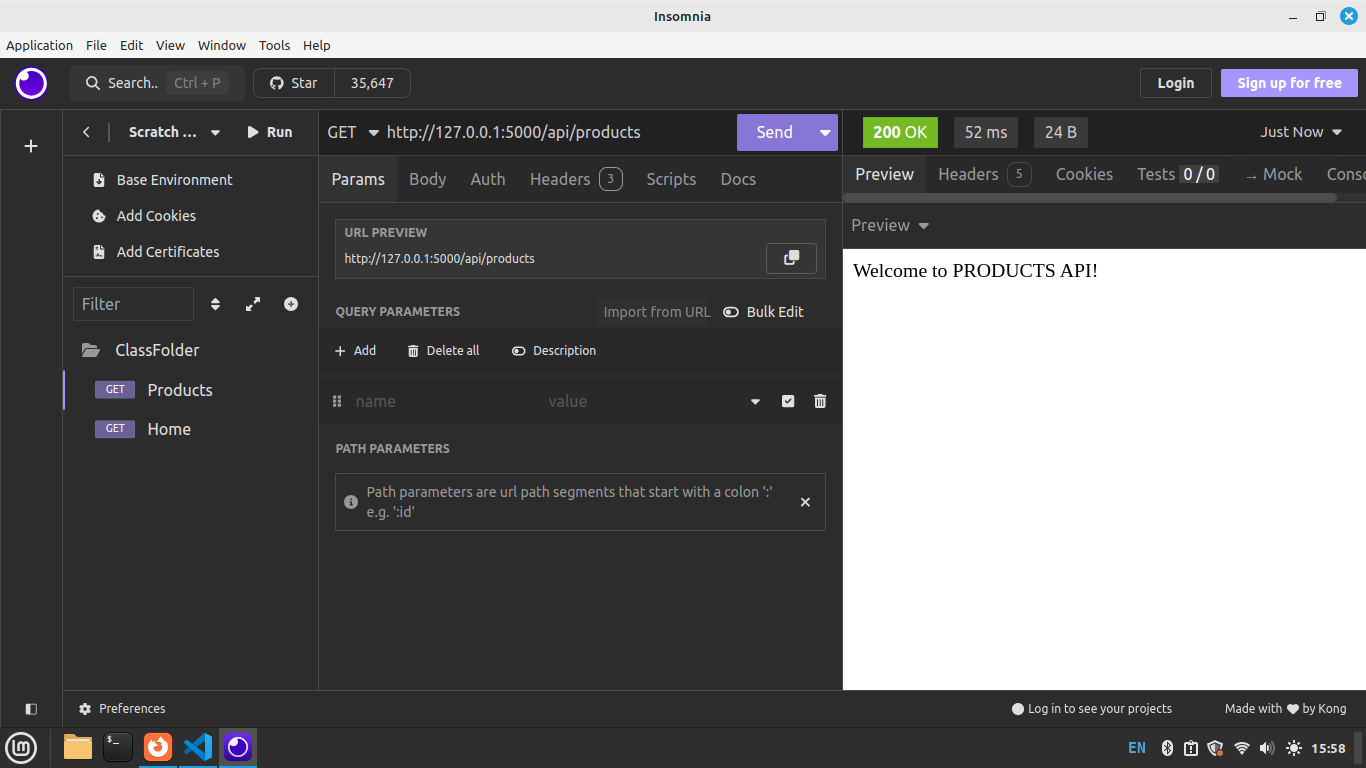 Insomnia
Application File Edit View Window Tools Help
Search.. Ctrl + P Star 35,647 Login Sign up for free
Scratch ... Run
Base Environment
Add Cookies
Add Certificates
Filter
ClassFolder
GET Products
GET Home
GET http://127.0.0.1:5000/api/products Send
Params Body Auth Headers 3 Scripts Docs
URL PREVIEW
http://127.0.0.1:5000/api/products
QUERY PARAMETERS Import from URL Bulk Edit
Add Delete all Description
name value
PATH PARAMETERS
Path parameters are url path segments that start with a colon ':'
e.g. ':id'
200 OK 52 ms 24 B Just Now
Preview Headers 5 Cookies Tests 0 / 0 → Mock Conso
Preview
Welcome to PRODUCTS API!
Preferences Log in to see your projects Made with ♥ by Kong
EN 15:58